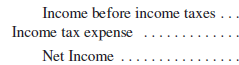 Income before income taxes . . .
Income tax expense . . . . . . . . . . . . .
Net Income . . . . . . . . . . . . . . . .